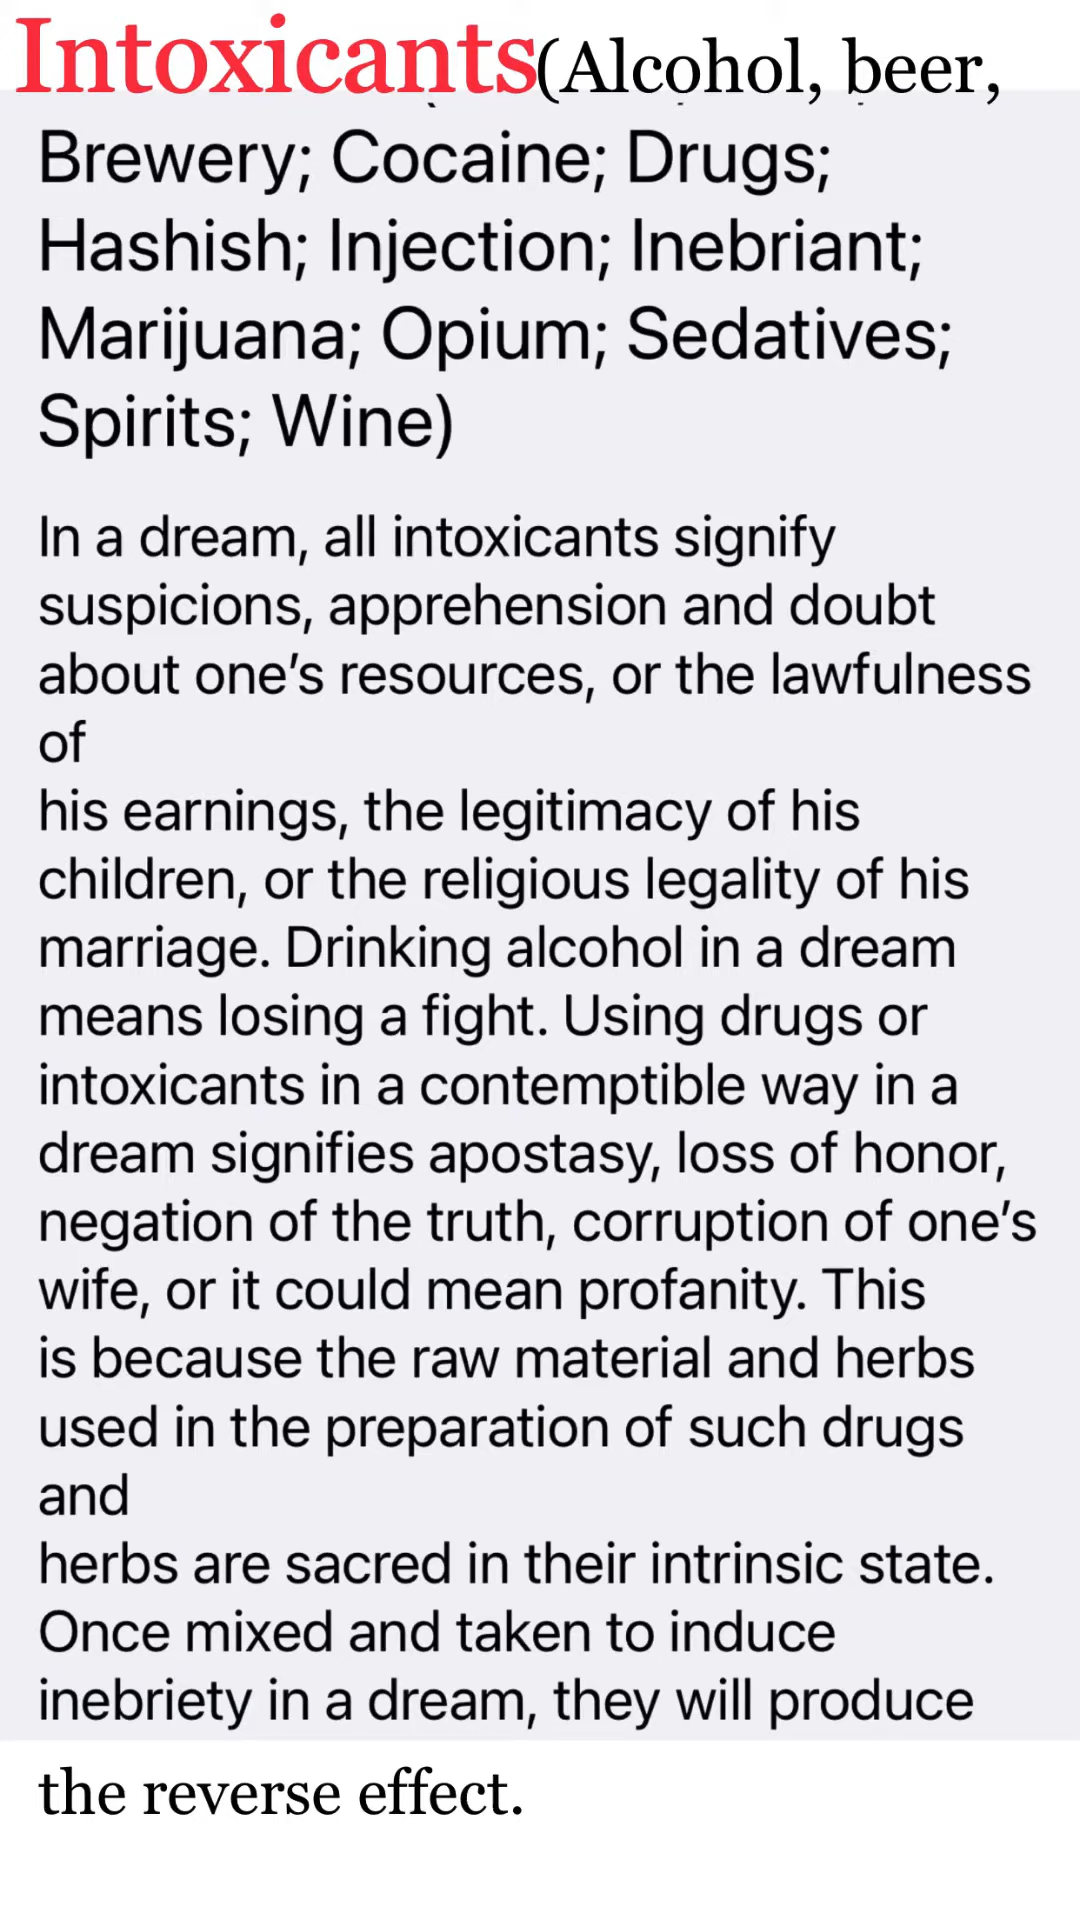 Intoxicants(Alcohol, beer,
Brewery; Cocaine; Drugs;
Hashish; Injection; Inebriant;
Marijuana; Opium; Sedatives;
Spirits; Wine)
In a dream, all intoxicants signify
suspicions, apprehension and doubt
about one’s resources, or the lawfulness
of
his earnings, the legitimacy of his
children, or the religious legality of his
marriage. Drinking alcohol in a dream
means losing a fight. Using drugs or
intoxicants in a contemptible way in a
dream signifies apostasy, loss of honor,
negation of the truth, corruption of one’s
wife, or it could mean profanity. This
is because the raw material and herbs
used in the preparation of such drugs
and
herbs are sacred in their intrinsic state.
Once mixed and taken to induce
inebriety in a dream, they will produce
the reverse effect.